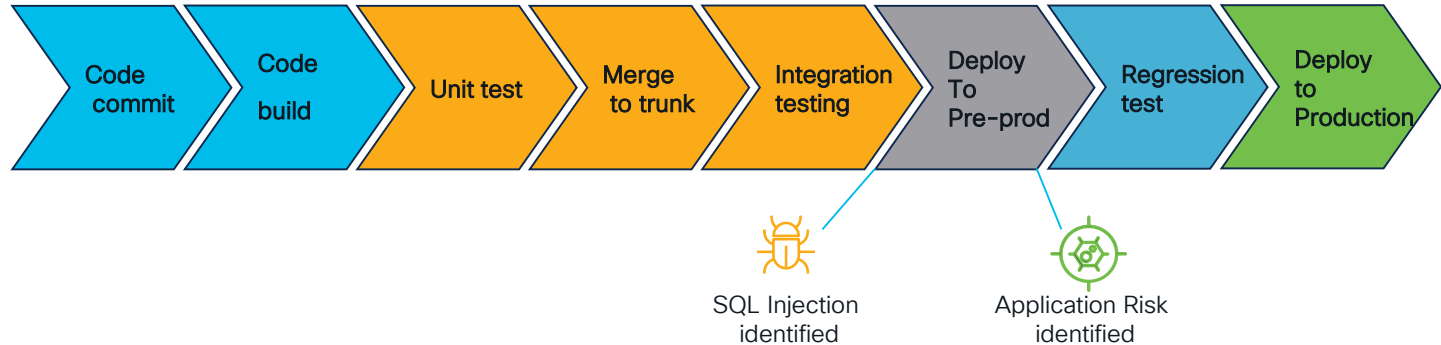 Code
commit
Code
build
Unit test
Merge
to trunk
Integration
testing
Deploy
To
Pre-prod
Regression
test
Deploy
to
Production
SQL Injection
identified
Application Risk
identified